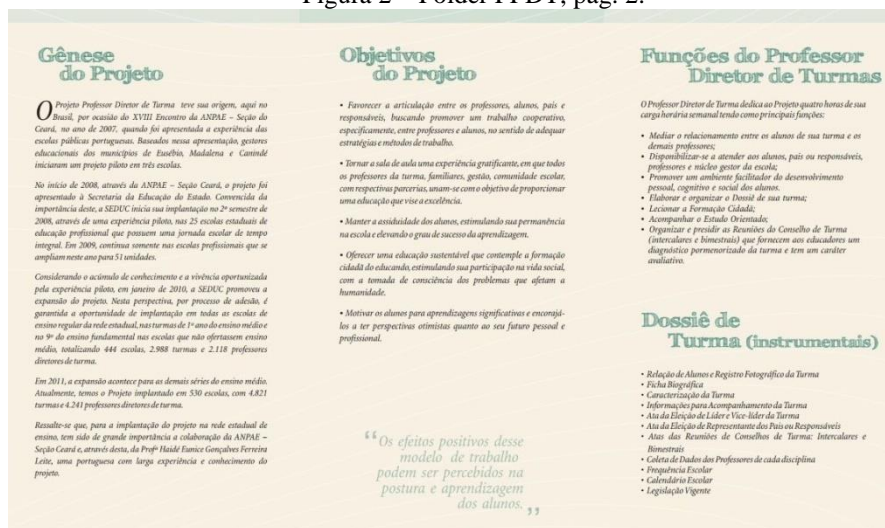 Figura 2 – Fôlder PPDT, pág. 2.
Gênese
do Projeto
O Projeto Professor Diretor de Turma teve sua origem, aqui no
Brasil, por ocasião do XVIII Encontro da ANPAE – Seção do
Ceará, no ano de 2007, quando foi apresentada a experiência das
escolas públicas portuguesas. Baseados nessa apresentação, gestores
educacionais dos municípios de Eusébio, Madalena e Canindé
iniciaram um projeto piloto em três escolas.
No início de 2008, através da ANPAE – Seção Ceará, o projeto foi
apresentado à Secretaria da Educação do Estado. Convencida da
importância deste, a SEDUC inicia sua implantação no 2º semestre de
2008, através de uma experiência piloto, nas 25 escolas estaduais de
educação profissional que possuem uma jornada escolar de tempo
integral. Em 2009, continua somente nas escolas profissionais que se
ampliam neste ano para 51 unidades.
Considerando o acúmulo de conhecimento e a vivência oportunizada
pela experiência piloto, em janeiro de 2010, a SEDUC promoveu a
expansão do projeto. Nesta perspectiva, por processo de adesão, é
garantida a oportunidade de implantação em todas as escolas de
ensino regular da rede estadual, nas turmas de 1º ano do ensino médio e
no 9º do ensino fundamental nas escolas que não ofertassem ensino
médio, totalizando 444 escolas, 2.988 turmas e 2.118 professores
diretores de turma.
Em 2011, a expansão acontece para as demais séries do ensino médio.
Atualmente, temos o Projeto implantado em 530 escolas, com 4.821
turmas e 4.241 professores diretores de turma.
Ressalte-se que, para a implantação do projeto na rede estadual de
ensino, tem sido de grande importância a colaboração da ANPAE –
Seção Ceará e, através desta, da Profª Haidé Eunice Gonçalves Ferreira
Leite, uma portuguesa com larga experiência e conhecimento do
projeto.
Objetivos
do Projeto
• Favorecer a articulação entre os professores, alunos, pais e
responsáveis, buscando promover um trabalho cooperativo,
especificamente, entre professores e alunos, no sentido de adequar
estratégias e métodos de trabalho.
• Tornar a sala de aula uma experiência gratificante, em que todos
os professores da turma, familiares, gestão, comunidade escolar,
com respectivas parcerias, unam-se com o objetivo de proporcionar
uma educação que vise a excelência.
• Manter a assiduidade dos alunos, estimulando sua permanência
na escola e elevando o grau de sucesso da aprendizagem.
• Oferecer uma educação sustentável que contemple a formação
cidadã do educando, estimulando sua participação na vida social,
com a tomada de consciência dos problemas que afetam a
humanidade.
• Motivar os alunos para aprendizagens significativas e encorajá-
los a ter perspectivas otimistas quanto ao seu futuro pessoal e
profissional.
“Os efeitos positivos desse
modelo de trabalho
podem ser percebidos na
postura e aprendizagem
dos alunos.”
Funções do Professor
Diretor de Turmas
O Professor Diretor de Turma dedica ao Projeto quatro horas de sua
carga horária semanal tendo como principais funções:
• Mediar o relacionamento entre os alunos de sua turma e os
demais professores;
• Disponibilizar-se a atender aos alunos, pais ou responsáveis,
professores e núcleo gestor da escola;
• Promover um ambiente facilitador do desenvolvimento
pessoal, cognitivo e social dos alunos.
• Elaborar e organizar o Dossiê de sua turma;
• Lecionar a Formação Cidadã;
• Acompanhar o Estudo Orientado;
• Organizar e presidir as Reuniões do Conselho de Turma
(intercalares e bimestrais) que fornecem aos educadores um
diagnóstico pormenorizado da turma e tem um caráter
avaliativo.
Dossiê de
Turma (instrumentais)
• Relação de Alunos e Registro Fotográfico da Turma
• Ficha Biográfica
• Caracterização da Turma
• Informações para Acompanhamento da Turma
• Ata da Eleição de Líder e Vice-líder da Turma
• Ata da Eleição de Representante dos Pais ou Responsáveis
• Atas das Reuniões de Conselhos de Turma: Intercalares e
Bimestrais
• Coleta de Dados dos Professores de cada disciplina
• Frequência Escolar
• Calendário Escolar
• Legislação Vigente